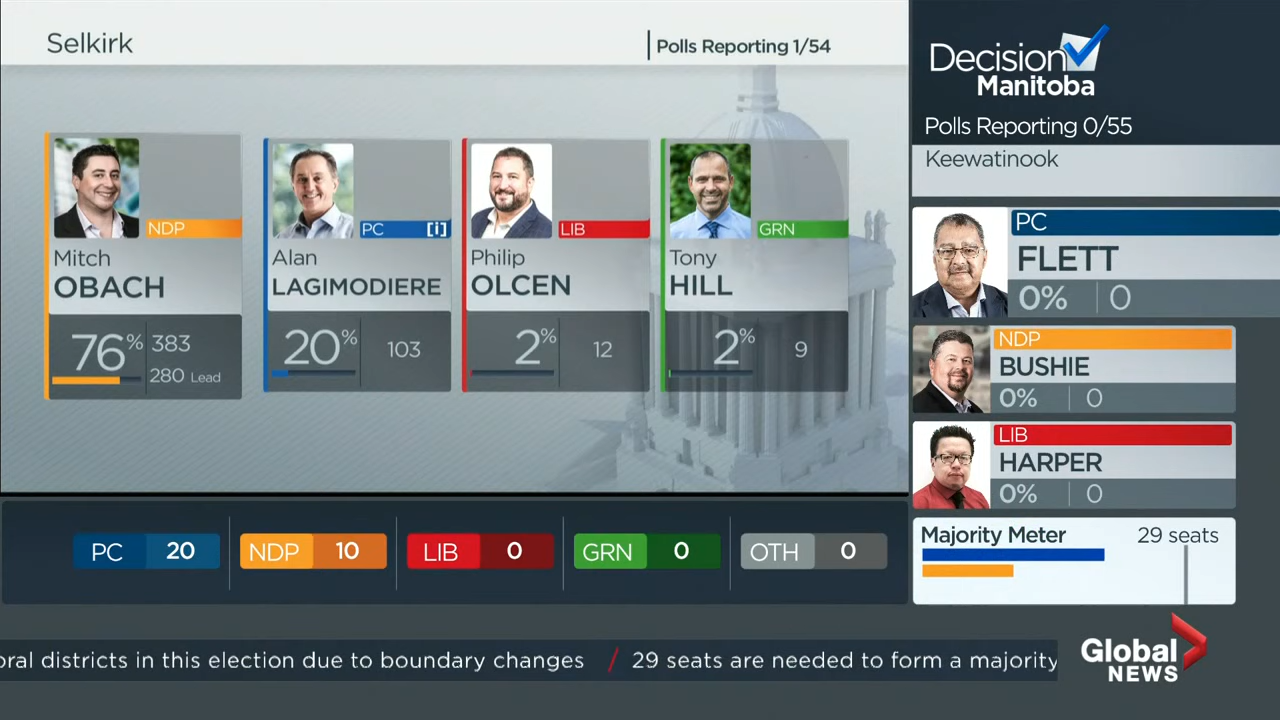 Selkirk
Polls Reporting 1/54
NDP
Mitch
OBACH
76%
383
280 Lead
PC [i]
Alan
LAGIMODIERE
20%
103
LIB
Philip
OLCEN
2%
12
GRN
Tony
HILL
2%
9
PC 20
NDP 10
LIB 0
GRN 0
OTH 0
Decision
Manitoba
Polls Reporting 0/55
Keewatinook
PC
FLETT
0% 0
NDP
BUSHIE
0% 0
LIB
HARPER
0% 0
Majority Meter 29 seats
oral districts in this election due to boundary changes / 29 seats are needed to form a majority
Global
NEWS